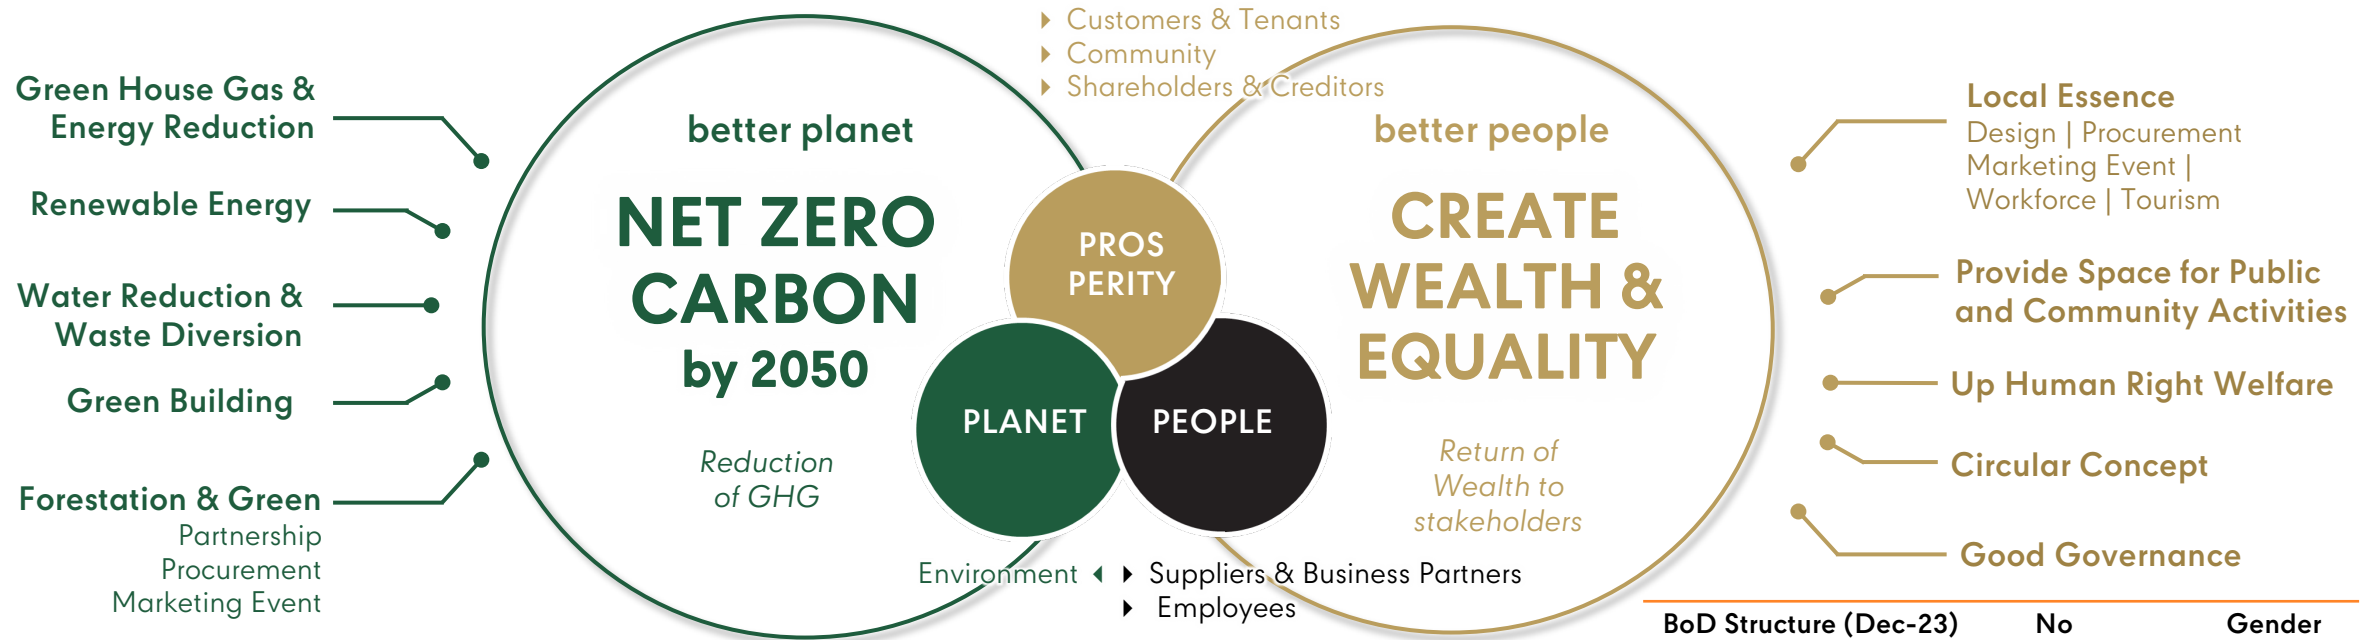 Green House Gas &
Energy Reduction
Renewable Energy
Water Reduction &
Waste Diversion
Green Building
Forestation & Green
Partnership
Procurement
Marketing Event
better planet
NET ZERO
CARBON
by 2050
Reduction
of GHG
Customers & Tenants
Community
Shareholders & Creditors
PROS
PERITY
PLANET
PEOPLE
Environment
Suppliers & Business Partners
Employees
better people
CREATE
WEALTH &
EQUALITY
Return of
Wealth to
stakeholders
Local Essence
Design | Procurement
Marketing Event |
Workforce | Tourism
Provide Space for Public
and Community Activities
Up Human Right Welfare
Circular Concept
Good Governance
BoD Structure (Dec-23) No Gender